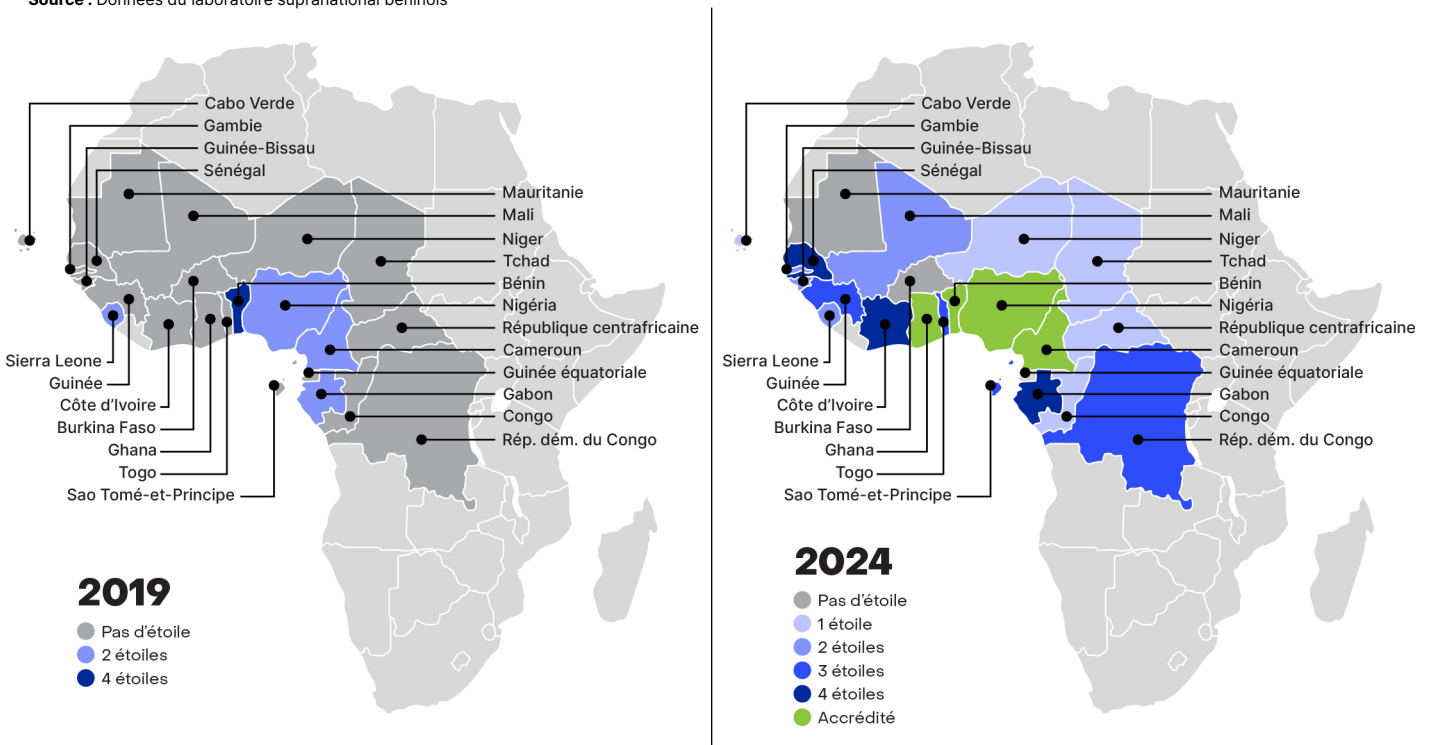 Source : Données du laboratoire supranational béninois
Cabo Verde
Gambie
Guinée-Bissau
Sénégal
Mauritanie
Mali
Niger
Tchad
Bénin
Nigéria
République centrafricaine
Cameroun
Guinée équatoriale
Gabon
Congo
Rép. dém. du Congo
Sierra Leone
Guinée
Côte d’Ivoire
Burkina Faso
Ghana
Togo
Sao Tomé-et-Principe
2019
Pas d’étoile
2 étoiles
4 étoiles
Cabo Verde
Gambie
Guinée-Bissau
Sénégal
Mauritanie
Mali
Niger
Tchad
Bénin
Nigéria
République centrafricaine
Cameroun
Guinée équatoriale
Gabon
Congo
Rép. dém. du Congo
Sierra Leone
Guinée
Côte d’Ivoire
Burkina Faso
Ghana
Togo
Sao Tomé-et-Principe
2024
Pas d’étoile
1 étoile
2 étoiles
3 étoiles
4 étoiles
Accrédité